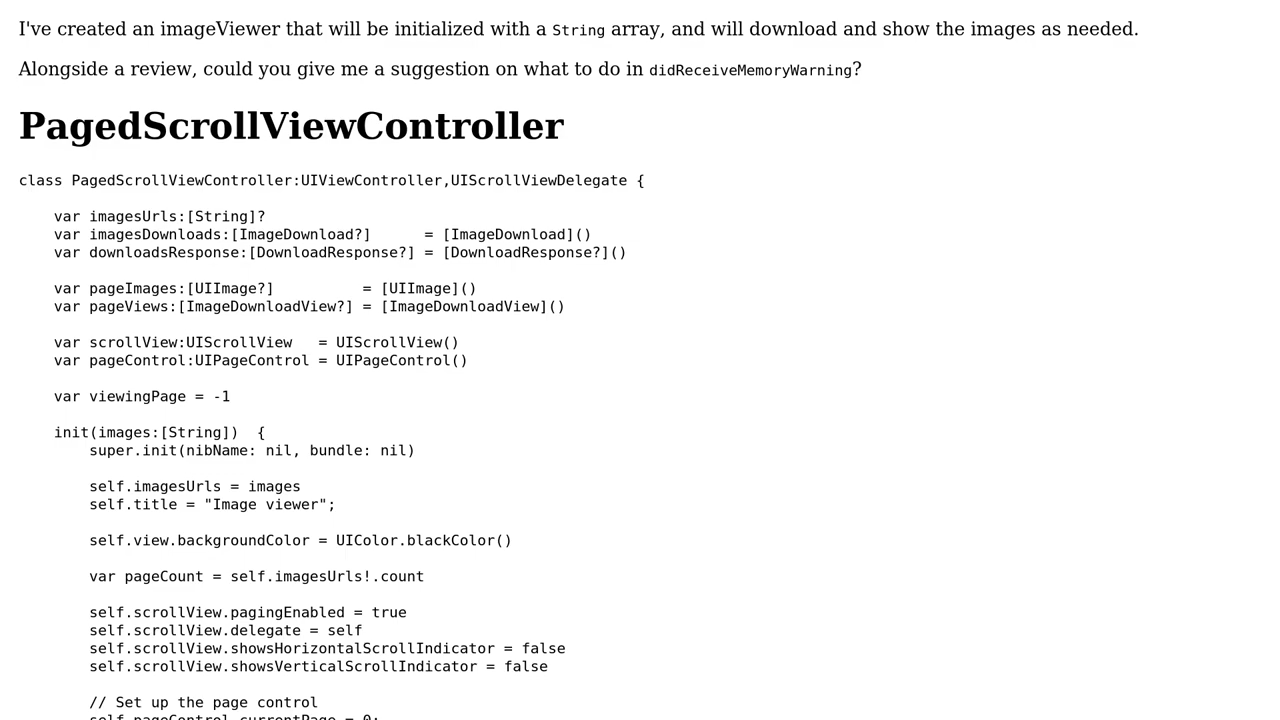 I've created an imageViewer that will be initialized with a String array, and will download and show the images as needed.
Alongside a review, could you give me a suggestion on what to do in didReceiveMemoryWarning?
PagedScrollViewController
class PagedScrollViewController:UIViewController,UIScrollViewDelegate {
    var imagesUrls:[String]?
    var imagesDownloads:[ImageDownload?]      = [ImageDownload]()
    var downloadsResponse:[DownloadResponse?] = [DownloadResponse?]()
    var pageImages:[UIImage?]          = [UIImage]()
    var pageViews:[ImageDownloadView?] = [ImageDownloadView]()
    var scrollView:UIScrollView   = UIScrollView()
    var pageControl:UIPageControl = UIPageControl()
    var viewingPage = -1
    init(images:[String])  {
        super.init(nibName: nil, bundle: nil)
        self.imagesUrls = images
        self.title = "Image viewer";
        self.view.backgroundColor = UIColor.blackColor()
        var pageCount = self.imagesUrls!.count
        self.scrollView.pagingEnabled = true
        self.scrollView.delegate = self
        self.scrollView.showsHorizontalScrollIndicator = false
        self.scrollView.showsVerticalScrollIndicator = false
        // Set up the page control
        self.pageControl.currentPage = 0;